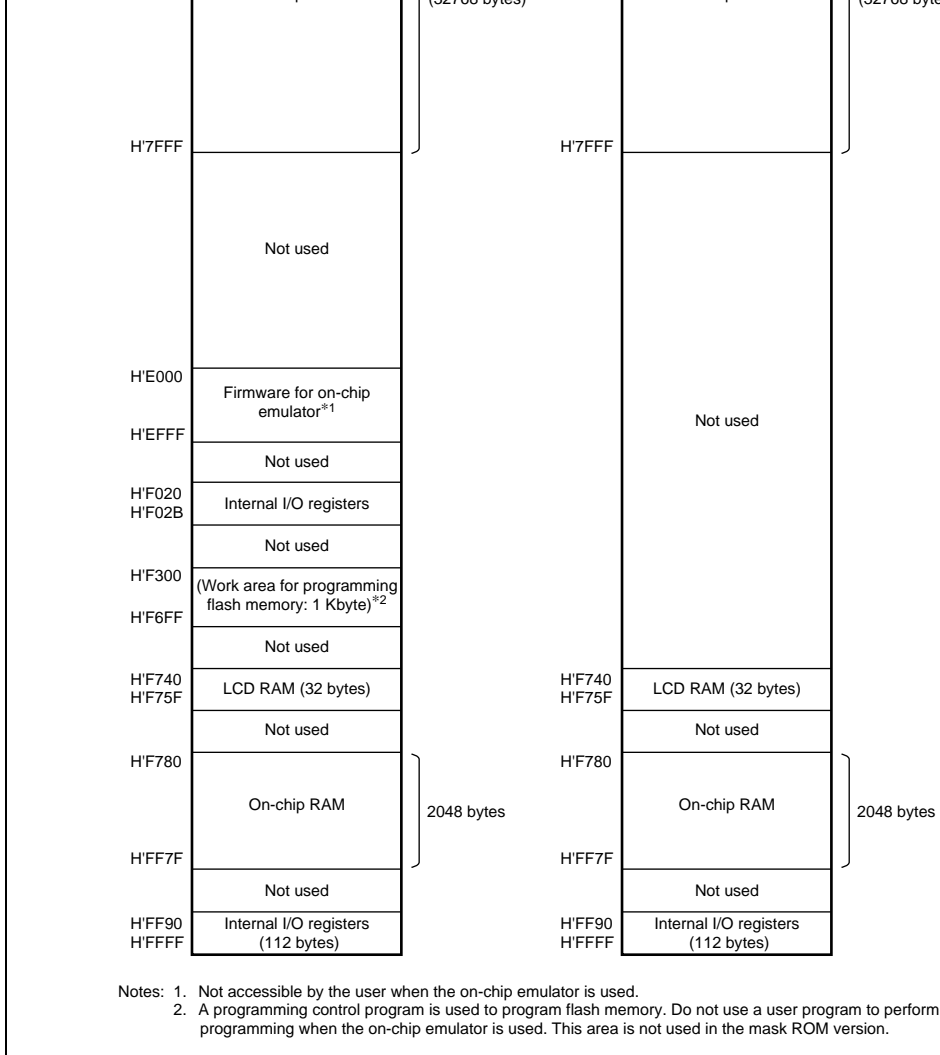 (32768 bytes)
H'7FFF
H'7FFF
Not used
H'E000
Firmware for on-chip
emulator*1
H'EFFF
Not used
Not used
H'F020
H'F02B
Internal I/O registers
Not used
H'F300
(Work area for programming
flash memory: 1 Kbyte)*2
H'F6FF
Not used
H'F740
H'F75F
LCD RAM (32 bytes)
H'F740
H'F75F
LCD RAM (32 bytes)
Not used
Not used
H'F780
H'F780
On-chip RAM
2048 bytes
On-chip RAM
2048 bytes
H'FF7F
H'FF7F
Not used
Not used
H'FF90
H'FFFF
Internal I/O registers
(112 bytes)
H'FF90
H'FFFF
Internal I/O registers
(112 bytes)
Notes: 1. Not accessible by the user when the on-chip emulator is used.
2. A programming control program is used to program flash memory. Do not use a user program to perform
programming when the on-chip emulator is used. This area is not used in the mask ROM version.